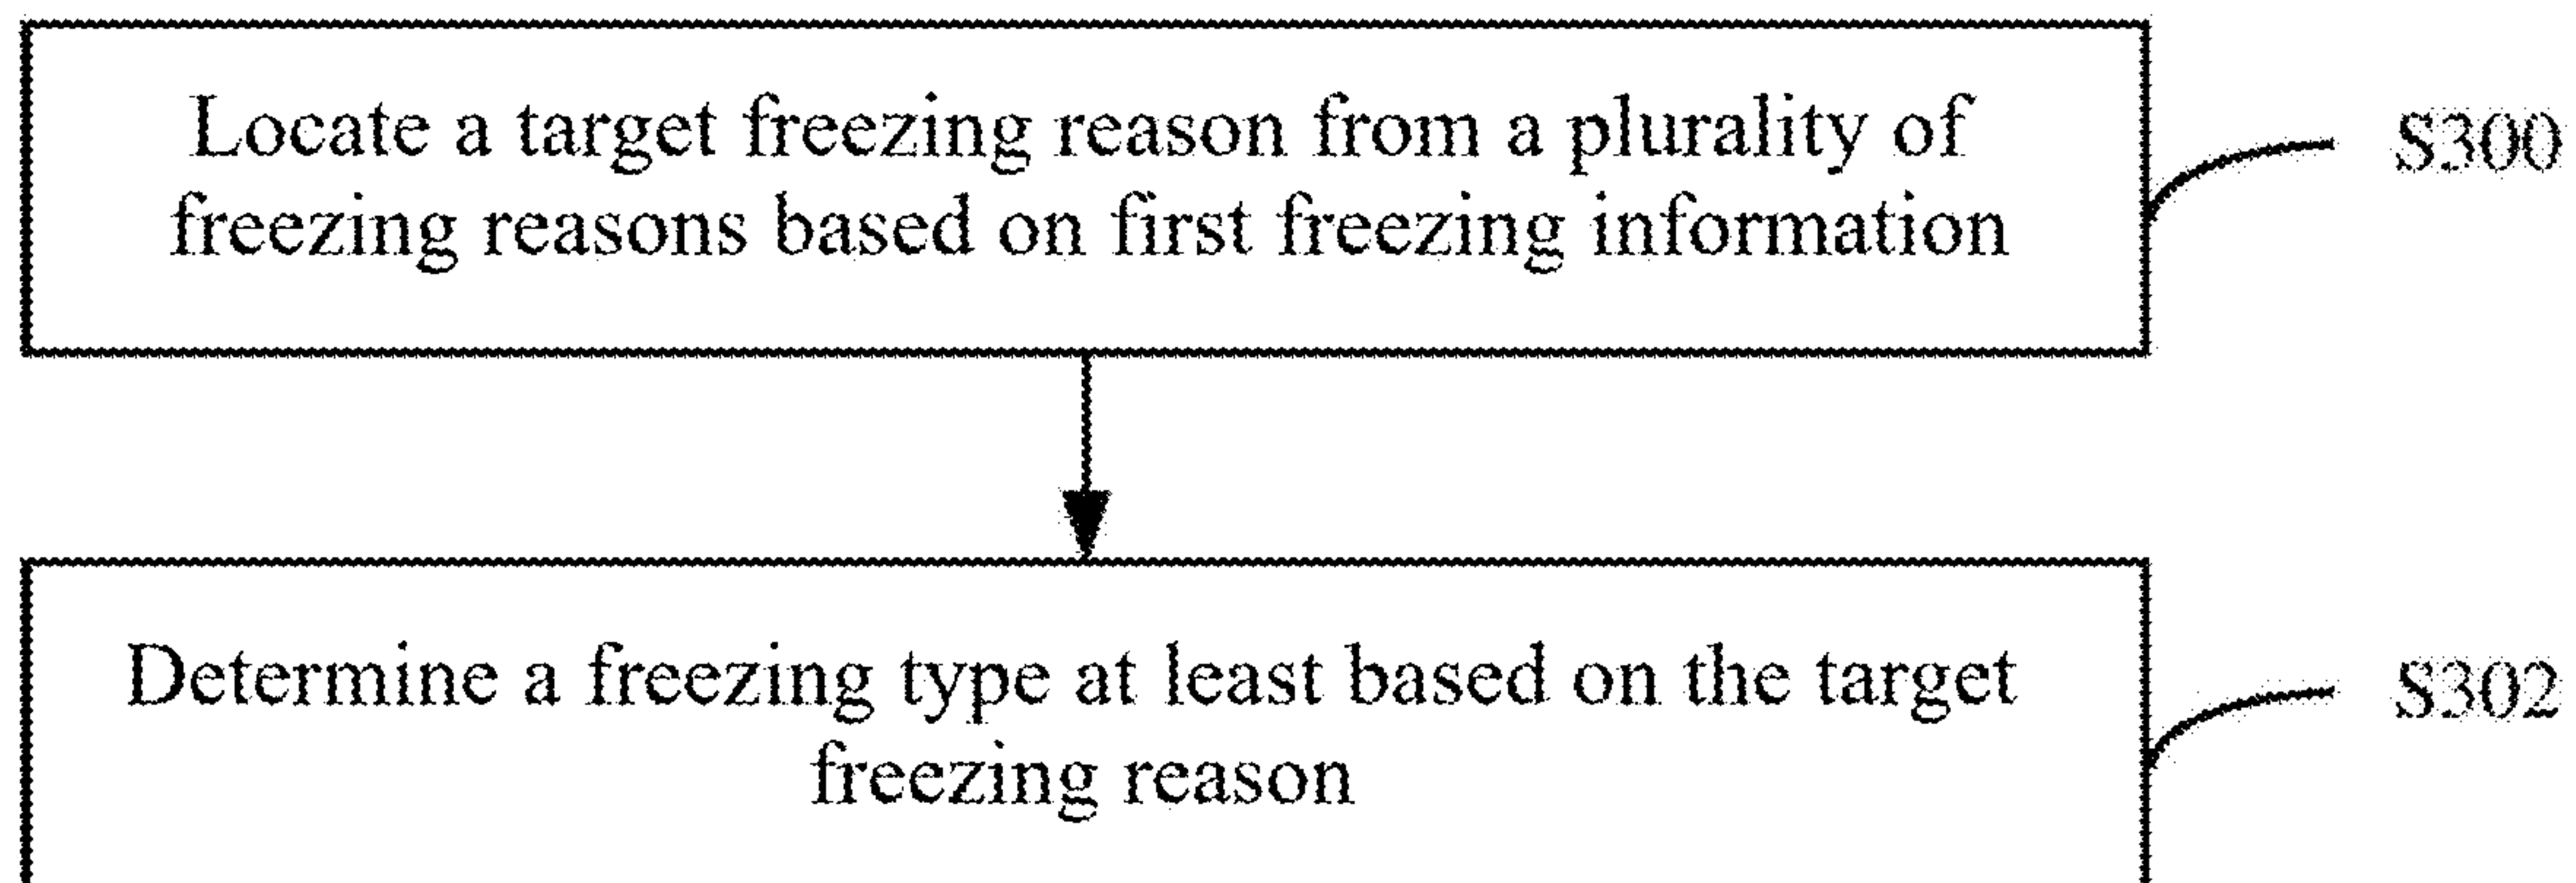 Locate a target freezing reason from a plurality of
freezing reasons based on first freezing information
S300
Determine a freezing type at least based on the target
freezing reason
S302